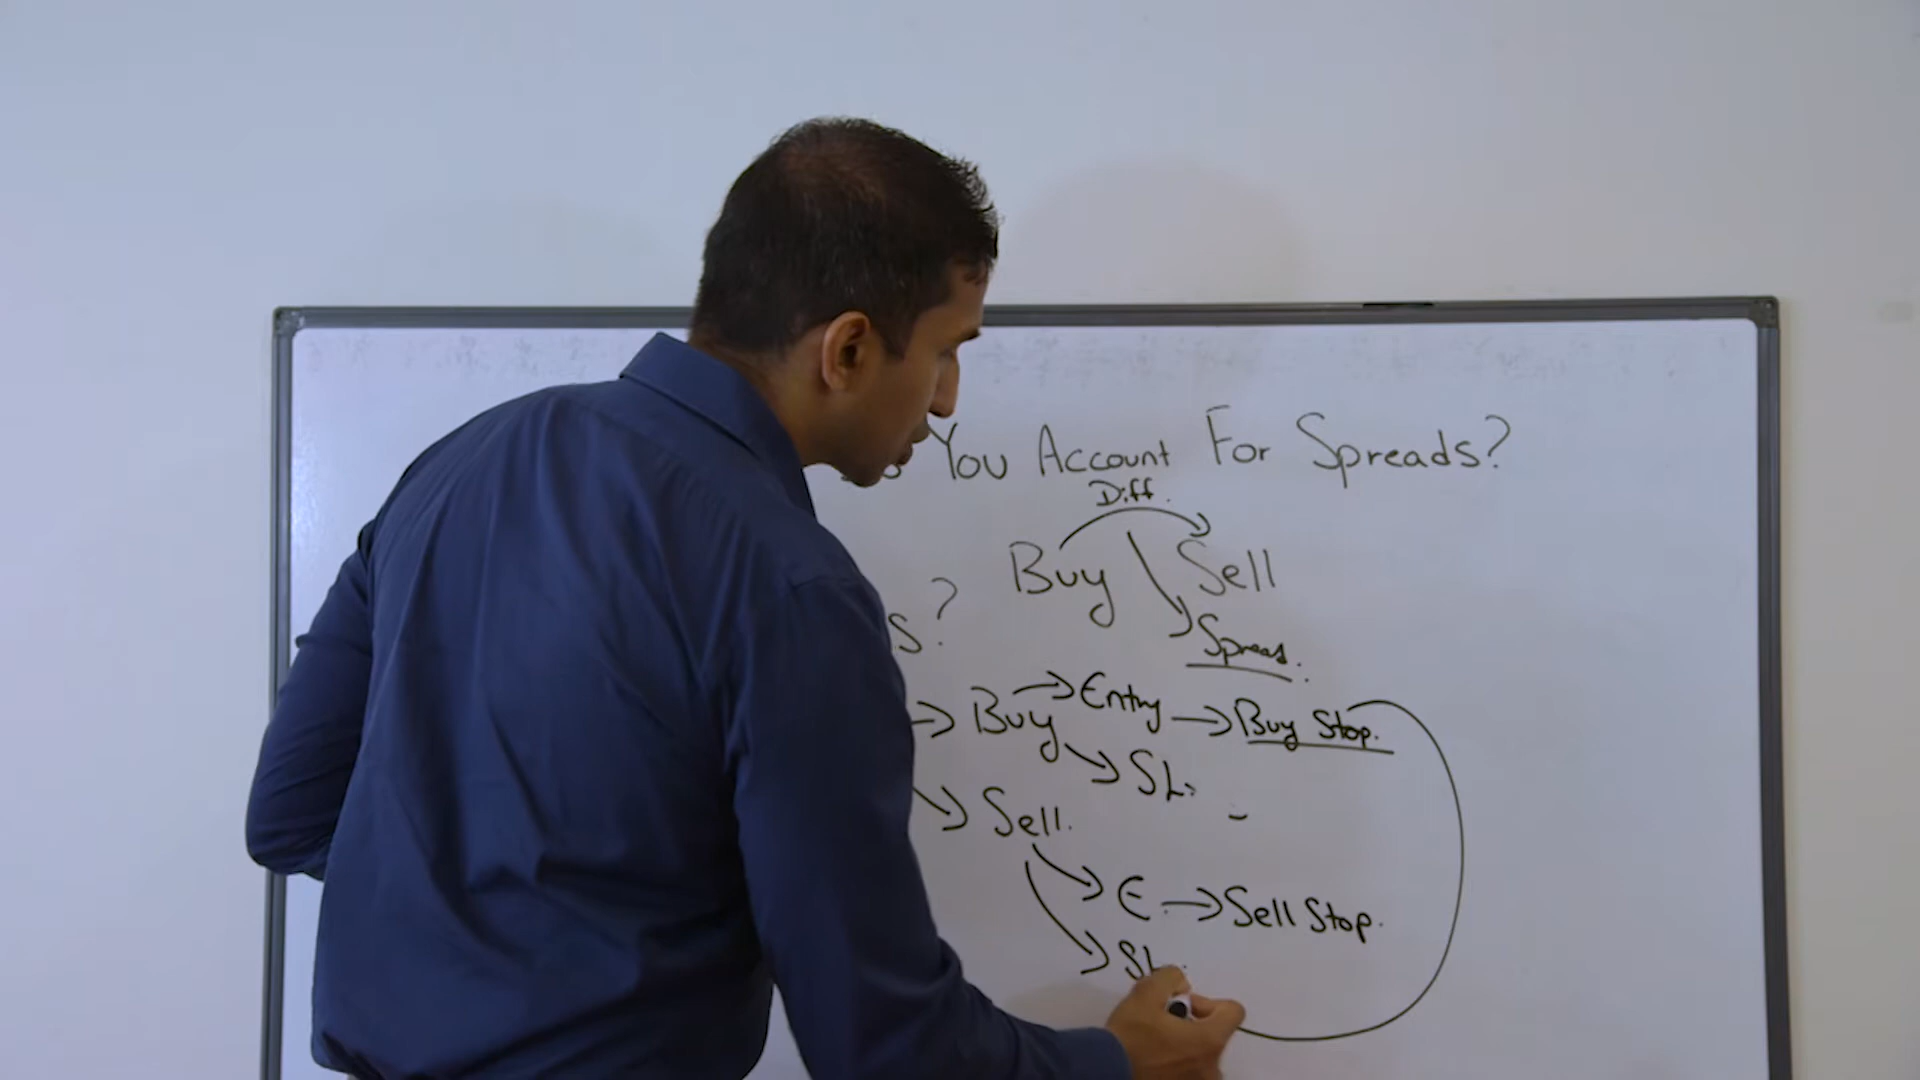 You Account For Spreads?
Diff.
Buy Sell
s?
Spread.
Buy Entry Buy Stop.
SL.
Sell.
E. Sell Stop.
SL.